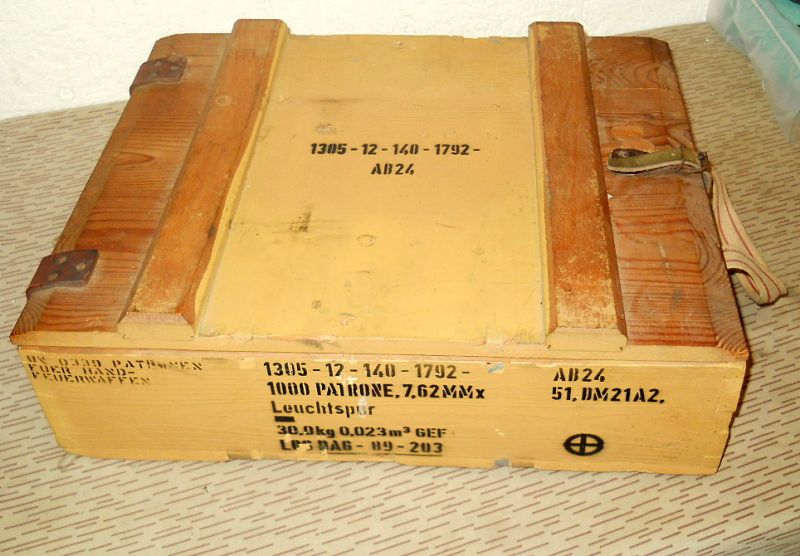 1305-12-140-1792-
AB24
UN 0339 PATRONEN
FUER HAND-
FEUERWAFFEN
1305-12-140-1792-
1000 PATRONE, 7,62MMx
Leuchtspur
30,0kg 0,023m³ GEF
LOS MAG-89-203
AB24
51, DM21A2,